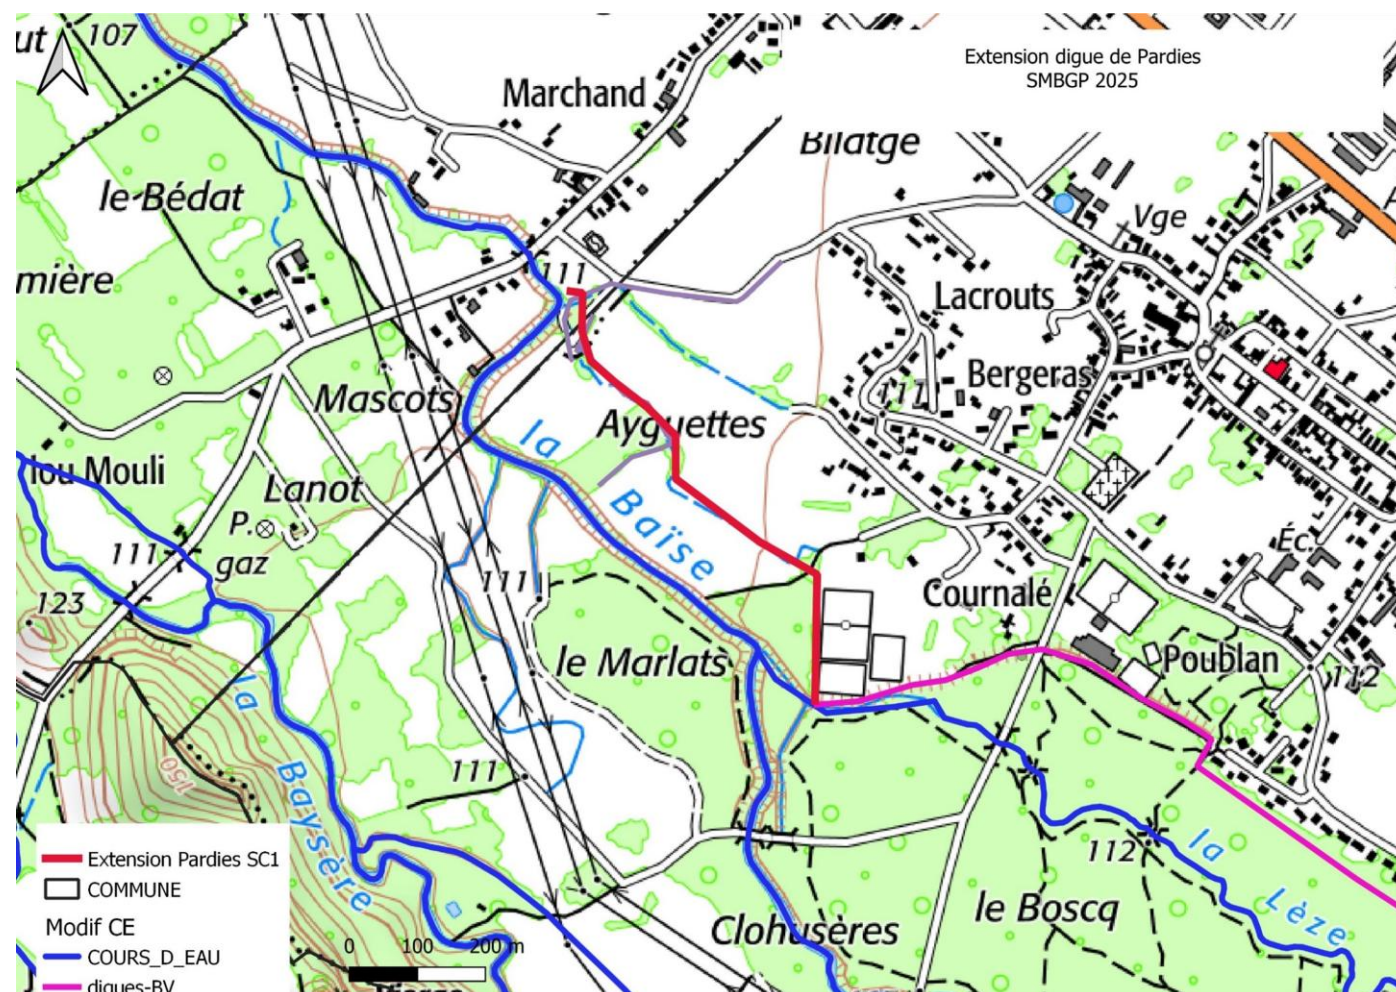 ut
107
Extension digue de Pardies
SMBGP 2025
Marchand
Bilatge
le Bédat
Vge
mière
111
Lacrouts
Bergeras
111
Mascots
Ayguettes
la
Baïse
lou Mouli
Lanot
P.
gaz
111
111
Éc.
123
Cournalé
le Marlats
Poublan
112
la
Baysère
150
111
112
la
Lèze
le Boscq
Clohusères
Extension Pardies SC1
COMMUNE
Modif CE
COURS_D_EAU
digues-BV
0 100 200 m